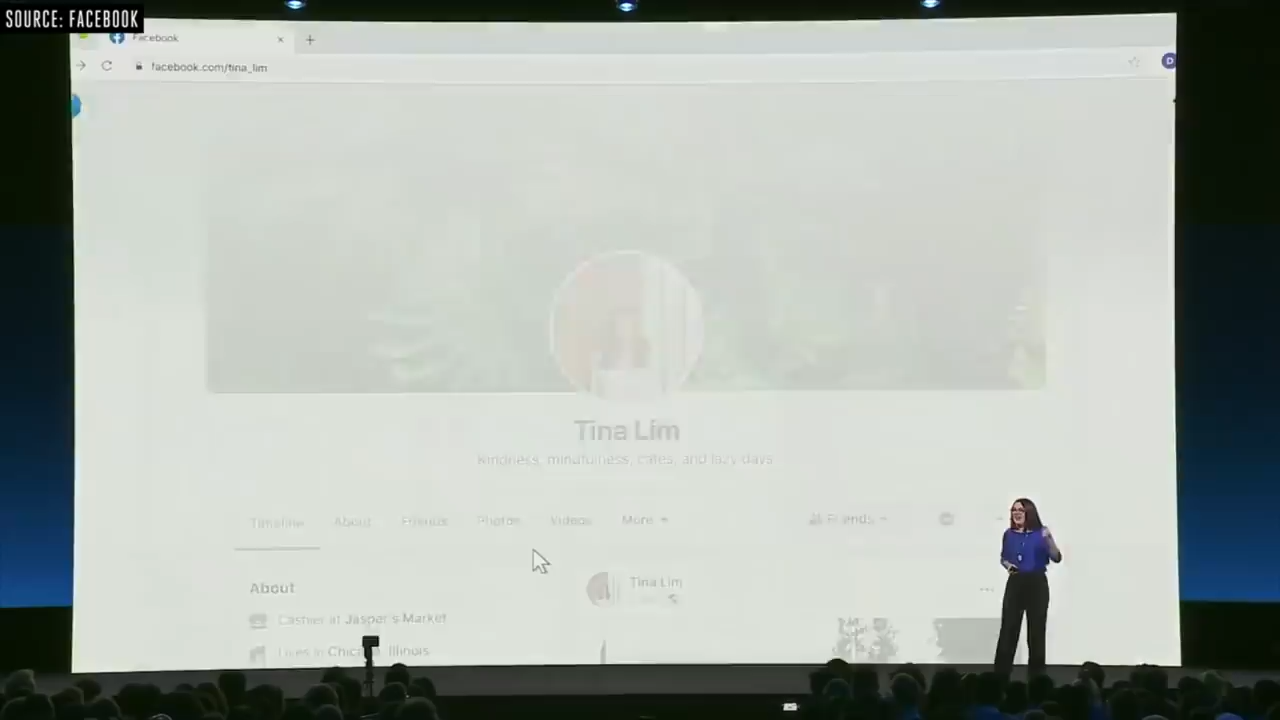 SOURCE: FACEBOOK
Facebook
facebook.com/tina_lim
D
Tina Lim
Kindness, mindfulness, cafes, and lazy days
Timeline About Friends Photos Videos More
Friends
About
Tina Lim
Cashier at Jasper's Market
Lives in Chicago, Illinois